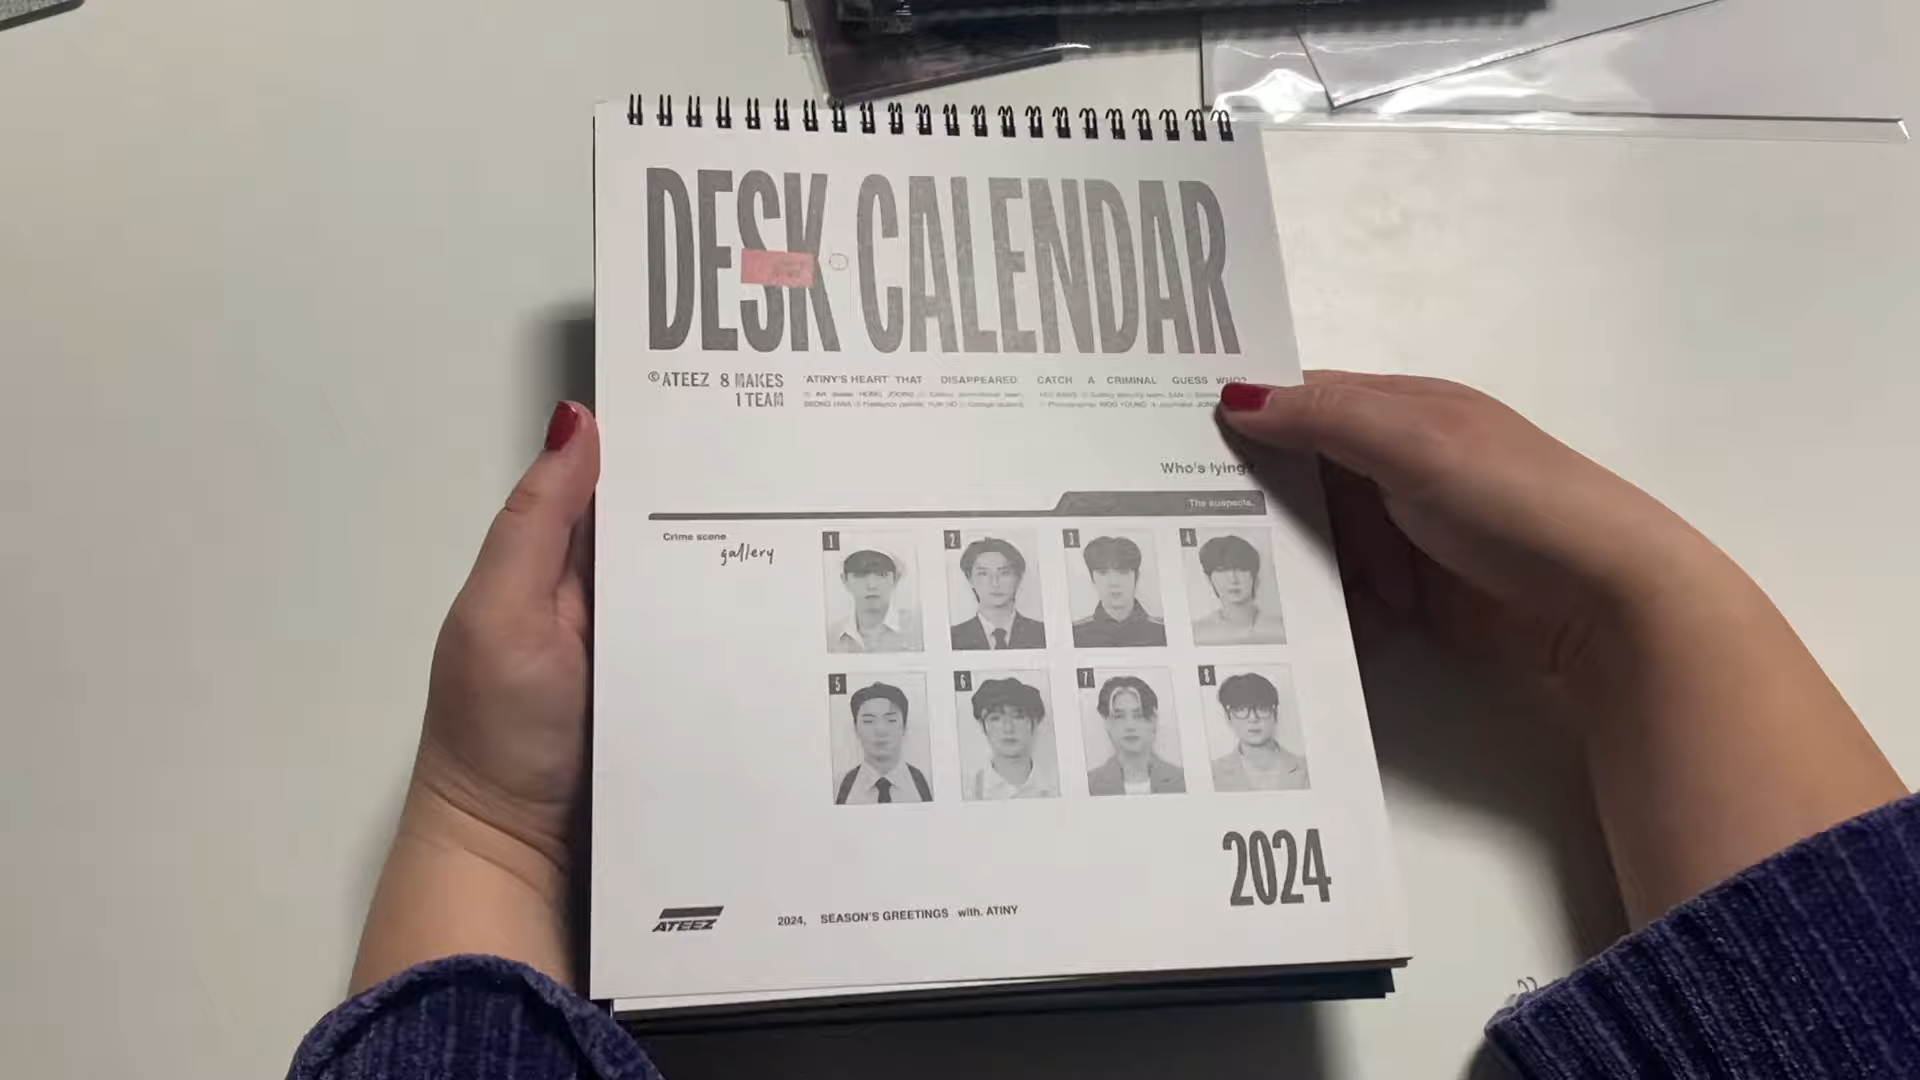 DESK CALENDAR
©ATEEZ 8 MAKES
1 TEAM
'ATINY'S HEART' THAT DISAPPEARED. CATCH A CRIMINAL GUESS WHO?
Who's lying
The suspects.
Crime scene
gallery
1 2 3 4
5 6 7 8
2024
ATEEZ
2024, SEASON'S GREETINGS with. ATINY